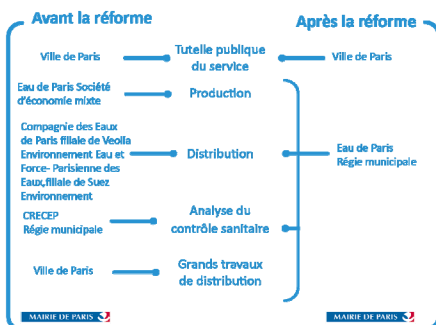 Avant la réforme
Après la réforme
Ville de Paris
Tutelle publique
du service
Ville de Paris
Eau de Paris Société
d'économie mixte
Production
Compagnie des Eaux
de Paris filiale de Veolia
Environnement Eau et
Force- Parisienne des
Eaux,filiale de Suez
Environnement
Distribution
Eau de Paris
Régie municipale
CRECEP
Régie municipale
Analyse du
contrôle sanitaire
Ville de Paris
Grands travaux
de distribution
MAIRIE DE PARIS
MAIRIE DE PARIS